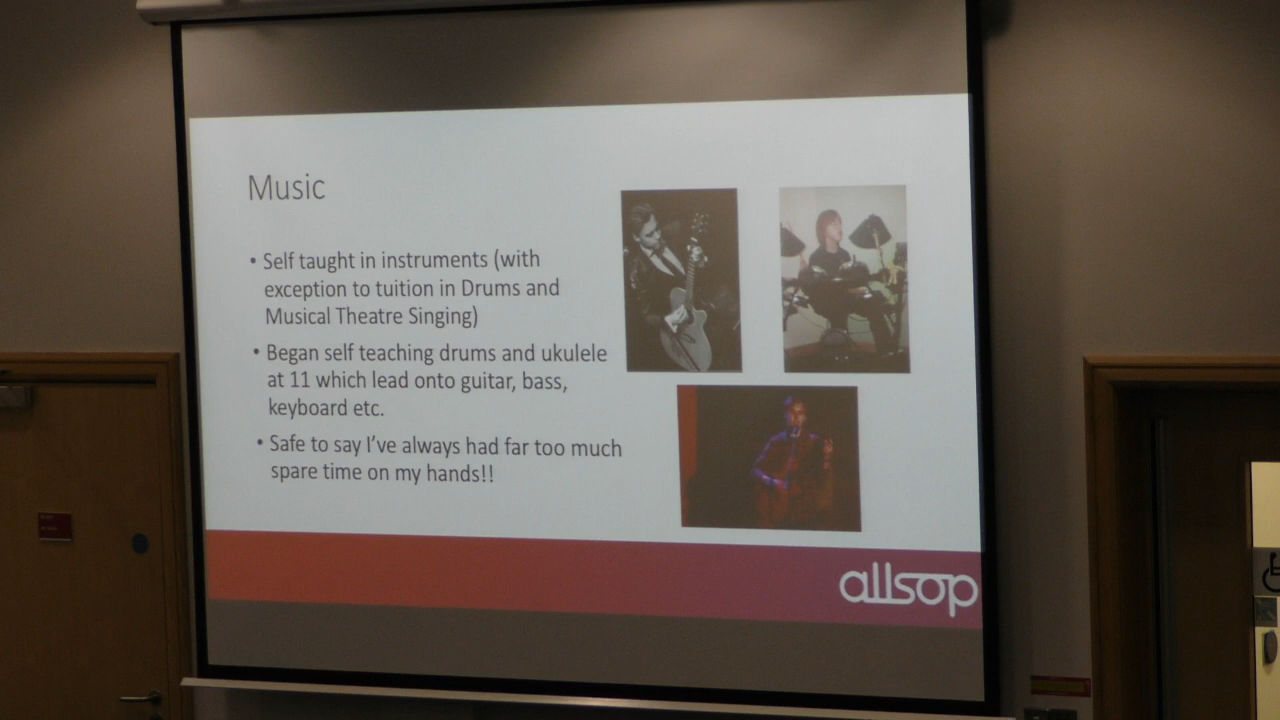 Music
• Self taught in instruments (with
exception to tuition in Drums and
Musical Theatre Singing)
• Began self teaching drums and ukulele
at 11 which lead onto guitar, bass,
keyboard etc.
• Safe to say I've always had far too much
spare time on my hands!!
allsop